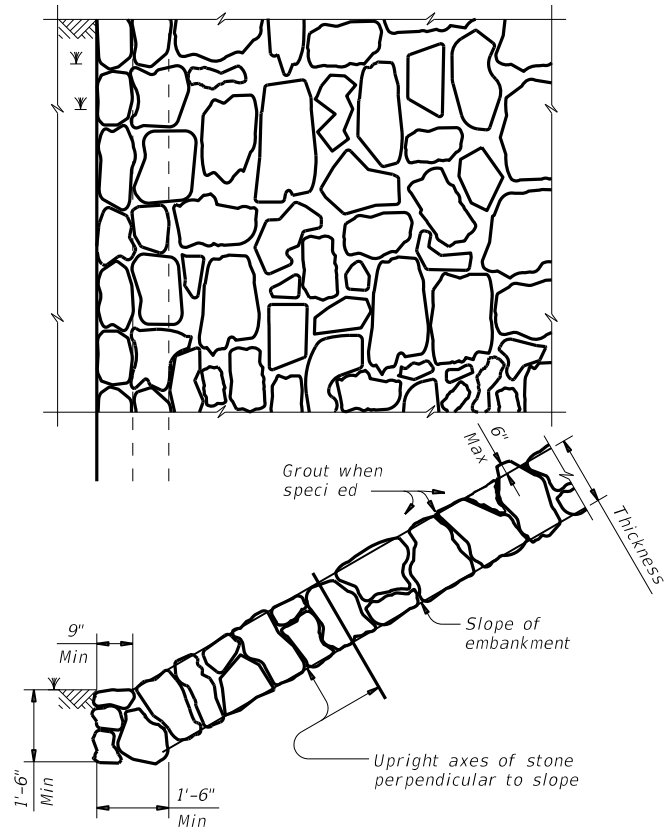 6"
Max
Grout when
speci ed
Thickness
Slope of
embankment
9"
Min
Upright axes of stone
perpendicular to slope
1'-6"
Min
1'-6"
Min